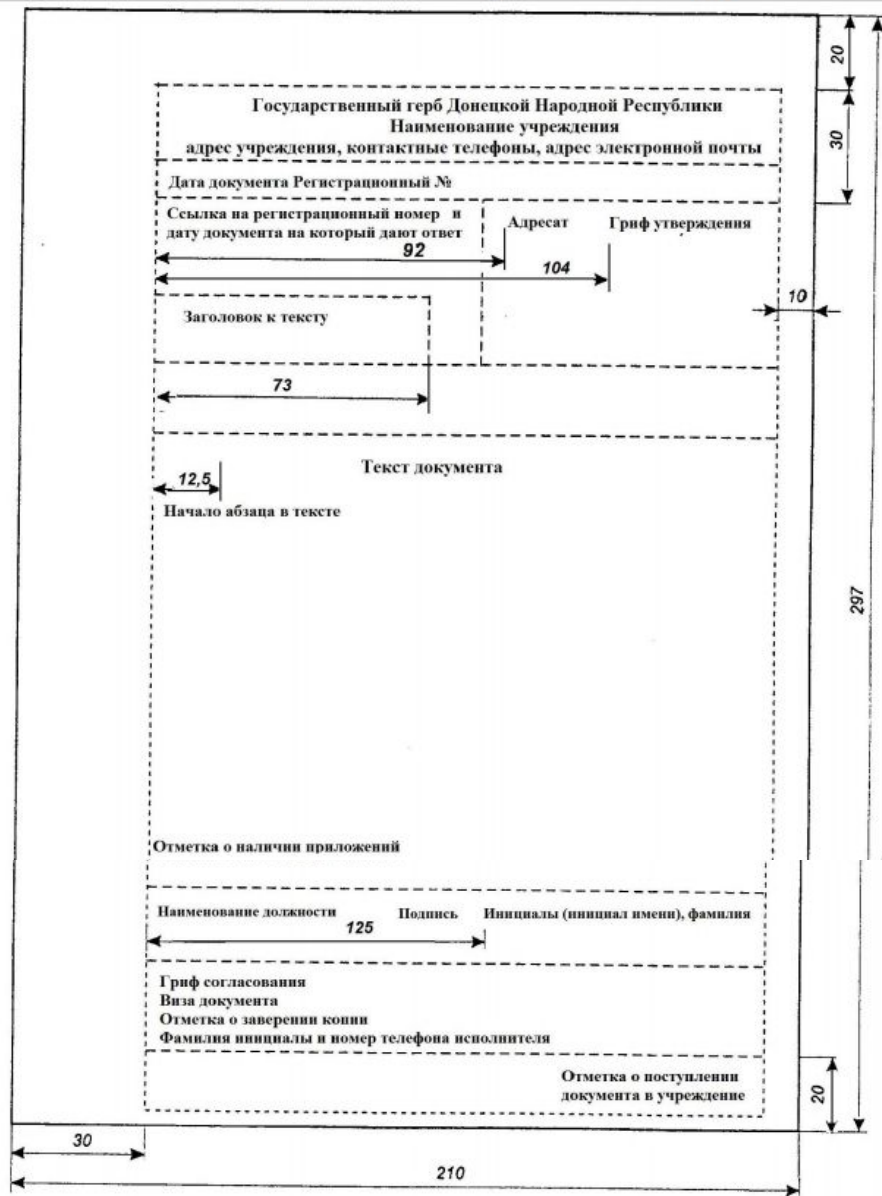 20
Государственный герб Донецкой Народной Республики
Наименование учреждения
адрес учреждения, контактные телефоны, адрес электронной почты
30
Дата документа Регистрационный №
Ссылка на регистрационный номер и
дату документа на который дают ответ
Адресат
Гриф утверждения
92
104
10
Заголовок к тексту
73
Текст документа
12,5
Начало абзаца в тексте
297
Отметка о наличии приложений
Наименование должности Подпись Инициалы (инициал имени), фамилия
125
Гриф согласования
Виза документа
Отметка о заверении копии
Фамилия инициалы и номер телефона исполнителя
Отметка о поступлении
документа в учреждение
20
30
210